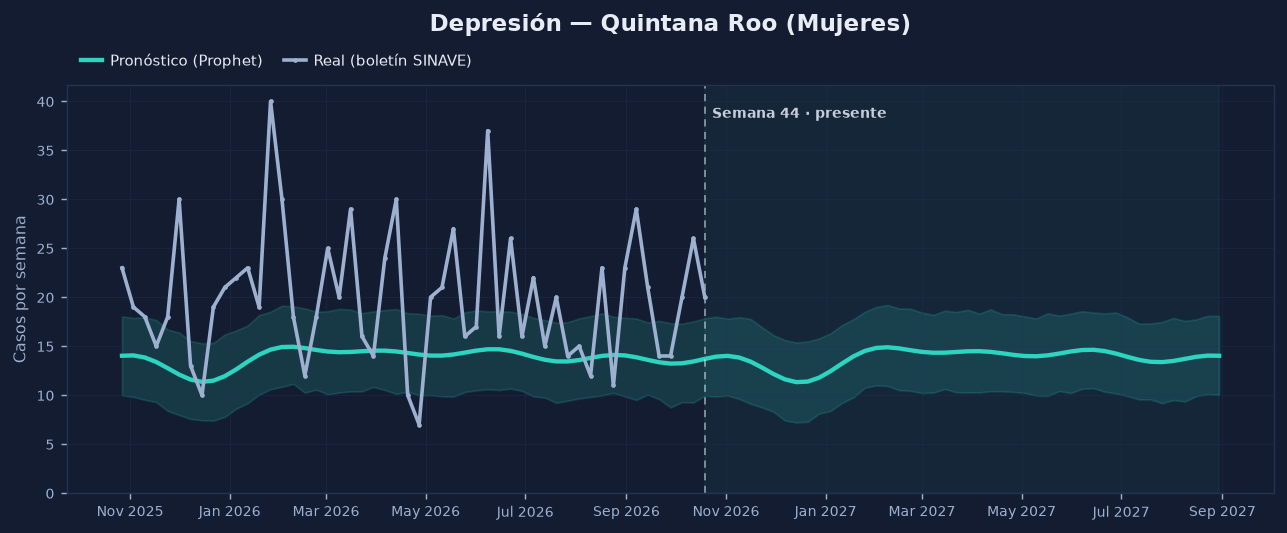 Depresión — Quintana Roo (Mujeres)
Pronóstico (Prophet)
Real (boletín SINAVE)
Casos por semana
40
35
30
25
20
15
10
5
0
Semana 44 · presente
Nov 2025
Jan 2026
Mar 2026
May 2026
Jul 2026
Sep 2026
Nov 2026
Jan 2027
Mar 2027
May 2027
Jul 2027
Sep 2027